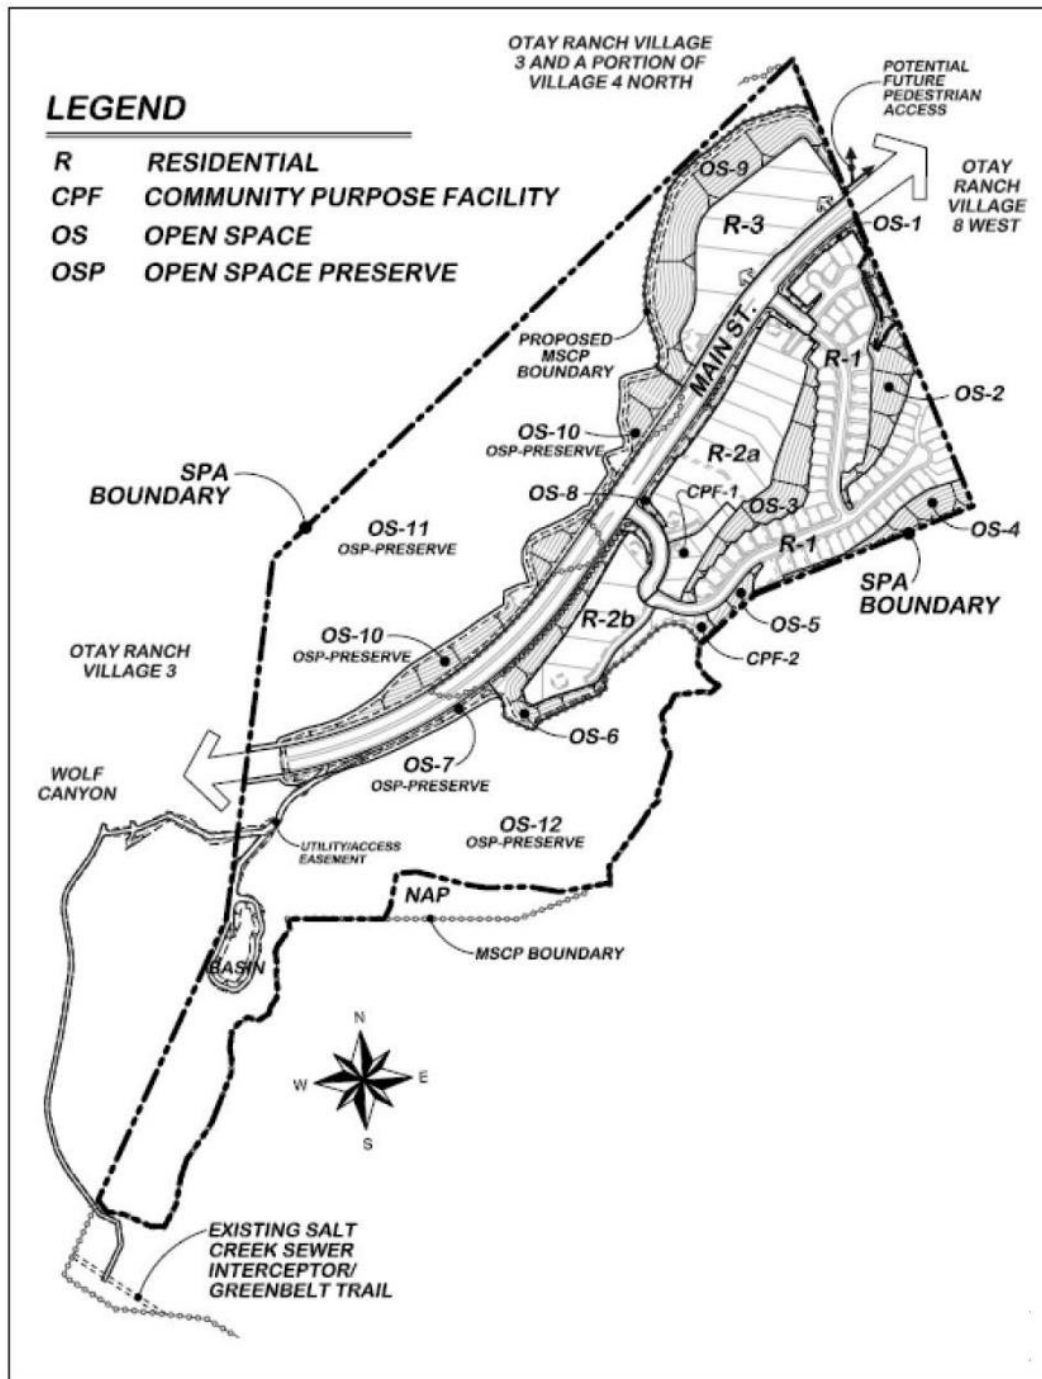 OTAY RANCH VILLAGE
3 AND A PORTION OF
VILLAGE 4 NORTH
POTENTIAL
FUTURE
PEDESTRIAN
ACCESS
LEGEND
R RESIDENTIAL
CPF COMMUNITY PURPOSE FACILITY
OS OPEN SPACE
OSP OPEN SPACE PRESERVE
OTAY
RANCH
VILLAGE
8 WEST
OS-9
R-3
OS-1
MAIN ST.
PROPOSED
MSCP
BOUNDARY
R-1
OS-2
OS-10
OSP-PRESERVE
R-2a
SPA
BOUNDARY
OS-8
CPF-1
OS-3
OS-4
OS-11
OSP-PRESERVE
R-1
SPA
BOUNDARY
R-2b
OS-5
OS-10
OSP-PRESERVE
OTAY RANCH
VILLAGE 3
CPF-2
OS-6
OS-7
OSP-PRESERVE
WOLF
CANYON
OS-12
OSP-PRESERVE
UTILITY/ACCESS
EASEMENT
NAP
MSCP BOUNDARY
BASIN
N
W
E
S
EXISTING SALT
CREEK SEWER
INTERCEPTOR/
GREENBELT TRAIL